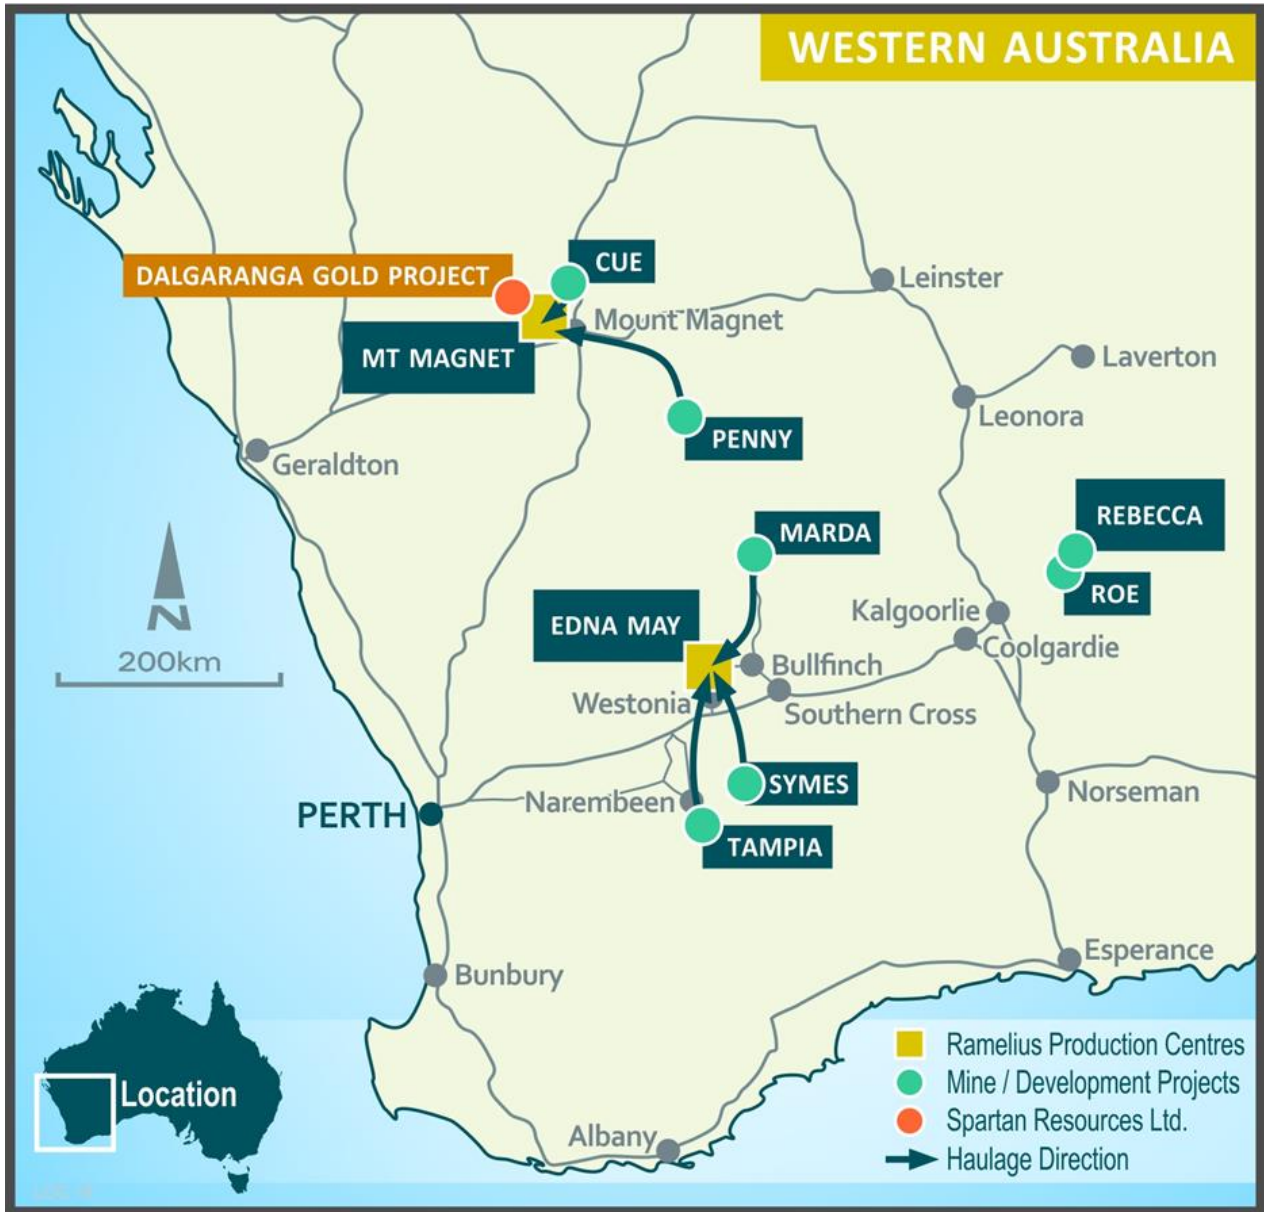 WESTERN AUSTRALIA
CUE
DALGARANGA GOLD PROJECT
Leinster
Mount Magnet
MT MAGNET
Laverton
Leonora
PENNY
Geraldton
REBECCA
MARDA
ROE
Kalgoorlie
EDNA MAY
Coolgardie
N
200km
Bullfinch
Westonia
Southern Cross
SYMES
Norseman
Narembeen
PERTH
TAMPIA
Esperance
Bunbury
Location
Albany
Ramelius Production Centres
Mine / Development Projects
Spartan Resources Ltd.
Haulage Direction